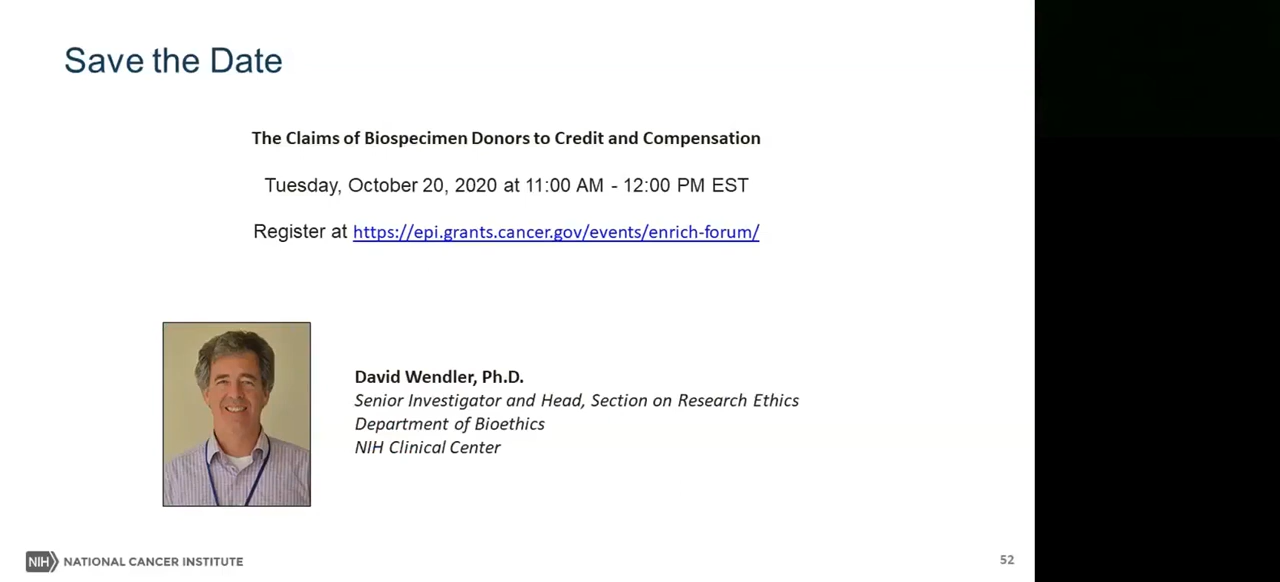 Save the Date
The Claims of Biospecimen Donors to Credit and Compensation
Tuesday, October 20, 2020 at 11:00 AM - 12:00 PM EST
Register at https://epi.grants.cancer.gov/events/enrich-forum/
David Wendler, Ph.D.
Senior Investigator and Head, Section on Research Ethics
Department of Bioethics
NIH Clinical Center
NIH NATIONAL CANCER INSTITUTE
52